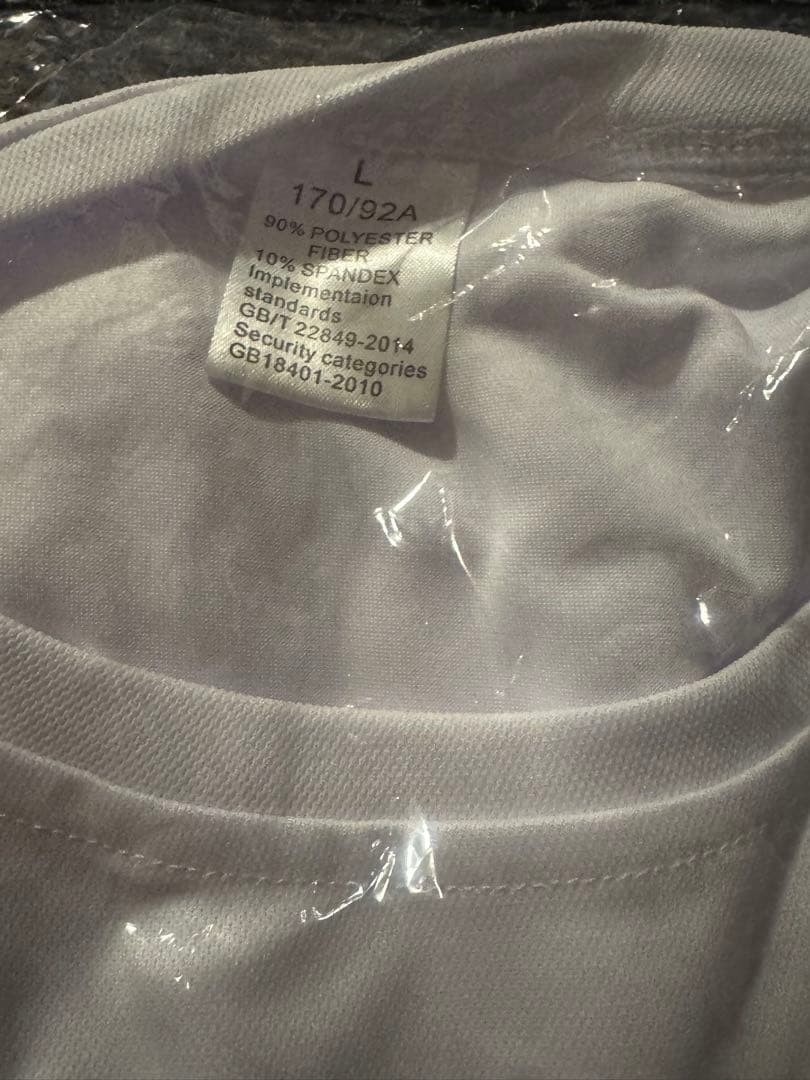 L
170/92A
90% POLYESTER
FIBER
10% SPANDEX
Implementaion
standards
GB/T 22849-2014
Security categories
GB18401-2010